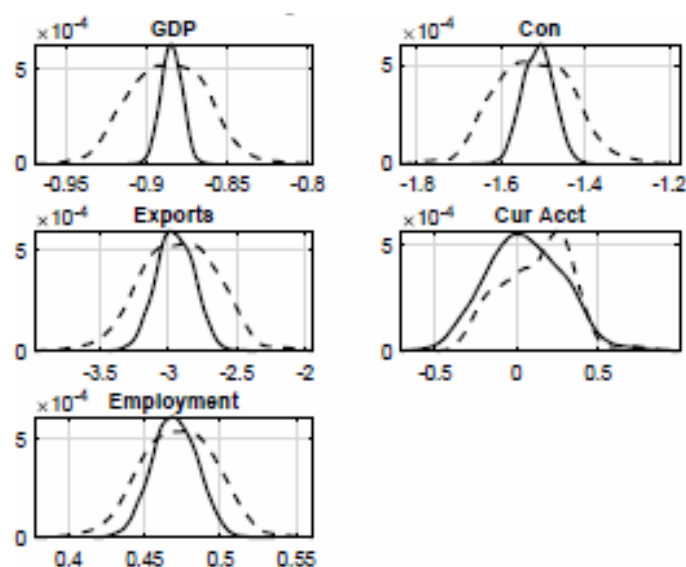 ×10⁻⁴ GDP
5
0
-0.95 -0.9 -0.85 -0.8
×10⁻⁴ Con
5
0
-1.8 -1.6 -1.4 -1.2
×10⁻⁴ Exports
5
0
-3.5 -3 -2.5 -2
×10⁻⁴ Cur Acct
5
0
-0.5 0 0.5
×10⁻⁴ Employment
5
0
0.4 0.45 0.5 0.55